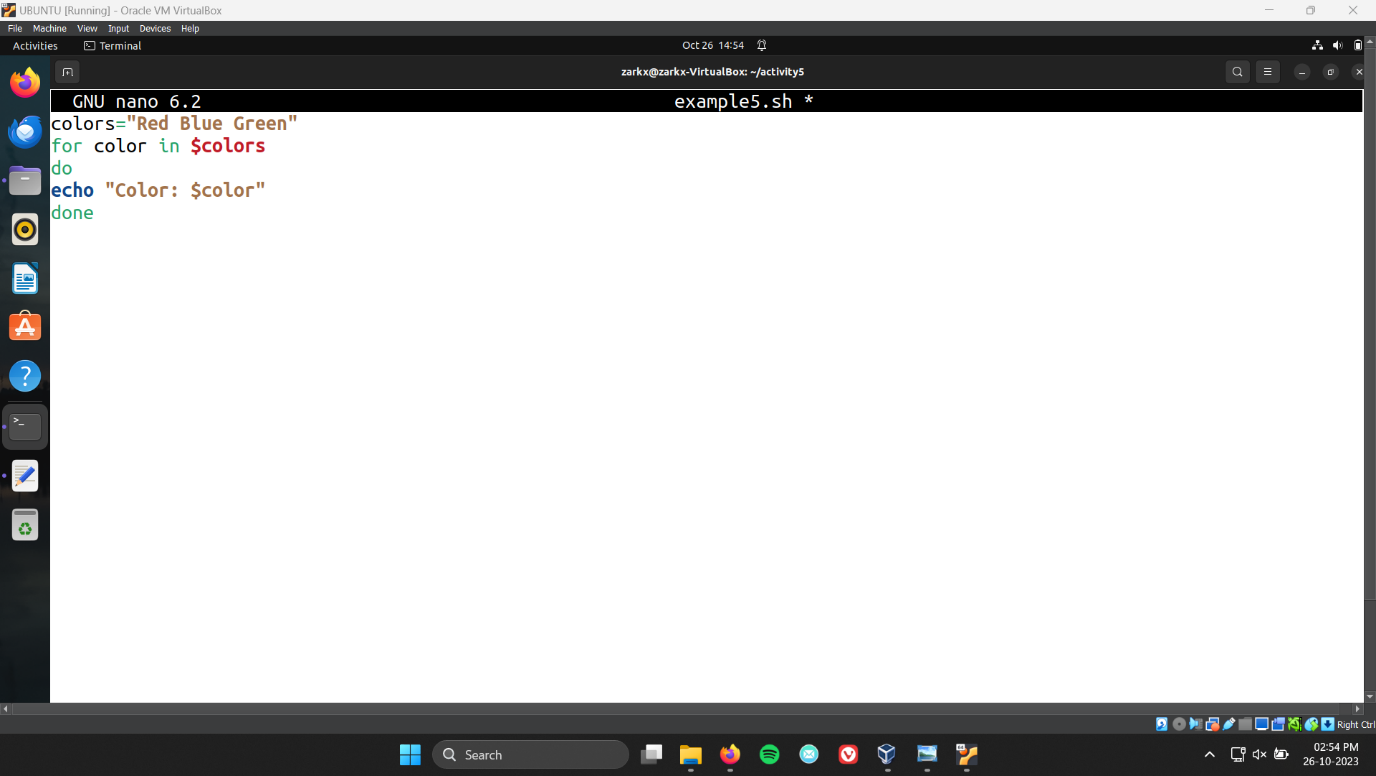 UBUNTU [Running] - Oracle VM VirtualBox
File Machine View Input Devices Help
Activities Terminal Oct 26 14:54
zarkx@zarkx-VirtualBox: ~/activity5
GNU nano 6.2 example5.sh *
colors="Red Blue Green"
for color in $colors
do
echo "Color: $color"
done
Right Ctrl
Search
02:54 PM
26-10-2023